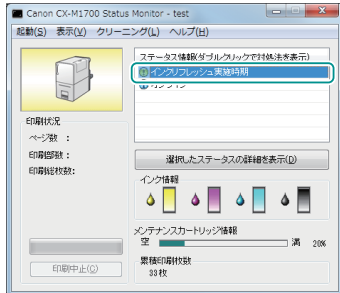 Canon CX-M1700 Status Monitor - test
起動(S) 表示(V) クリーニング(L) ヘルプ(H)
ステータス情報(ダブルクリックで対処法を表示)
インクリフレッシュ実施時期
オンライン
印刷状況
ページ数 :
印刷部数 :
印刷総枚数:
選択したステータスの詳細を表示(D)
インク情報
メンテナンスカートリッジ情報
空 満 20%
印刷中止(C)
累積印刷枚数
33枚